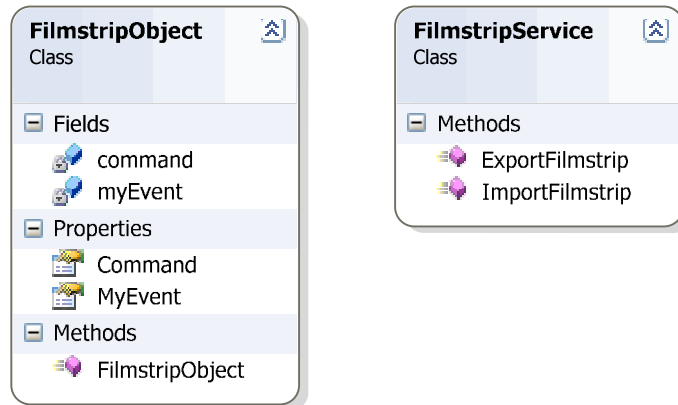 FilmstripObject
Class
Fields
command
myEvent
Properties
Command
MyEvent
Methods
FilmstripObject
FilmstripService
Class
Methods
ExportFilmstrip
ImportFilmstrip